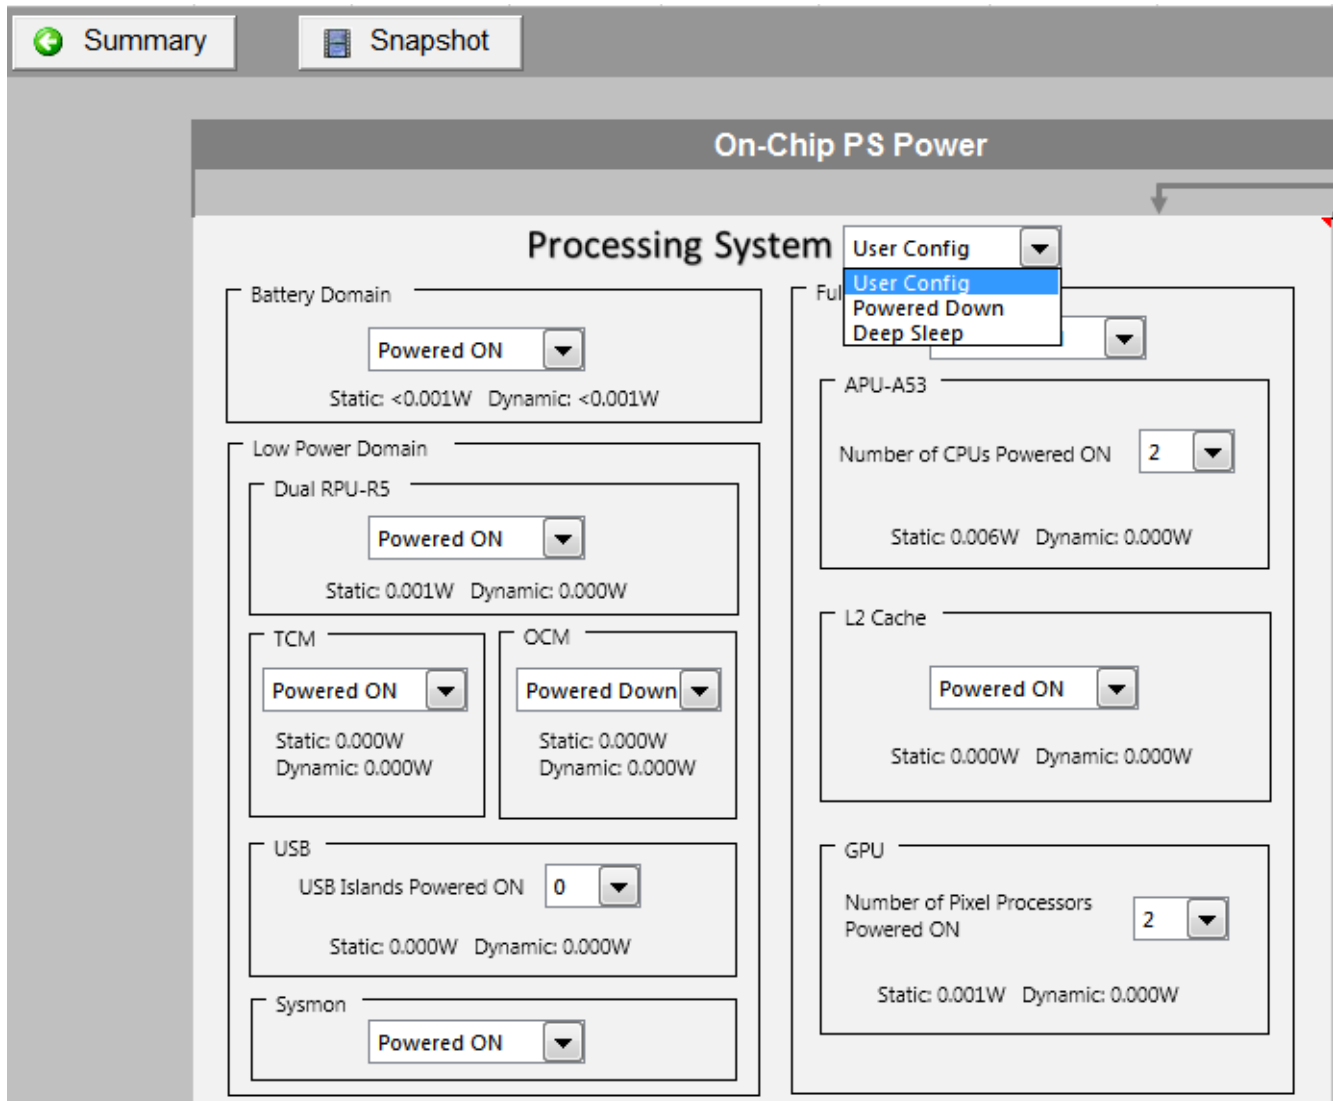 Summary
Snapshot
On-Chip PS Power
Processing System
User Config
User Config
Powered Down
Deep Sleep
Battery Domain
Powered ON
Static: <0.001W Dynamic: <0.001W
Low Power Domain
Dual RPU-R5
Powered ON
Static: 0.001W Dynamic: 0.000W
TCM
Powered ON
Static: 0.000W
Dynamic: 0.000W
OCM
Powered Down
Static: 0.000W
Dynamic: 0.000W
USB
USB Islands Powered ON 0
Static: 0.000W Dynamic: 0.000W
Sysmon
Powered ON
APU-A53
Number of CPUs Powered ON 2
Static: 0.006W Dynamic: 0.000W
L2 Cache
Powered ON
Static: 0.000W Dynamic: 0.000W
GPU
Number of Pixel Processors
Powered ON
2
Static: 0.001W Dynamic: 0.000W